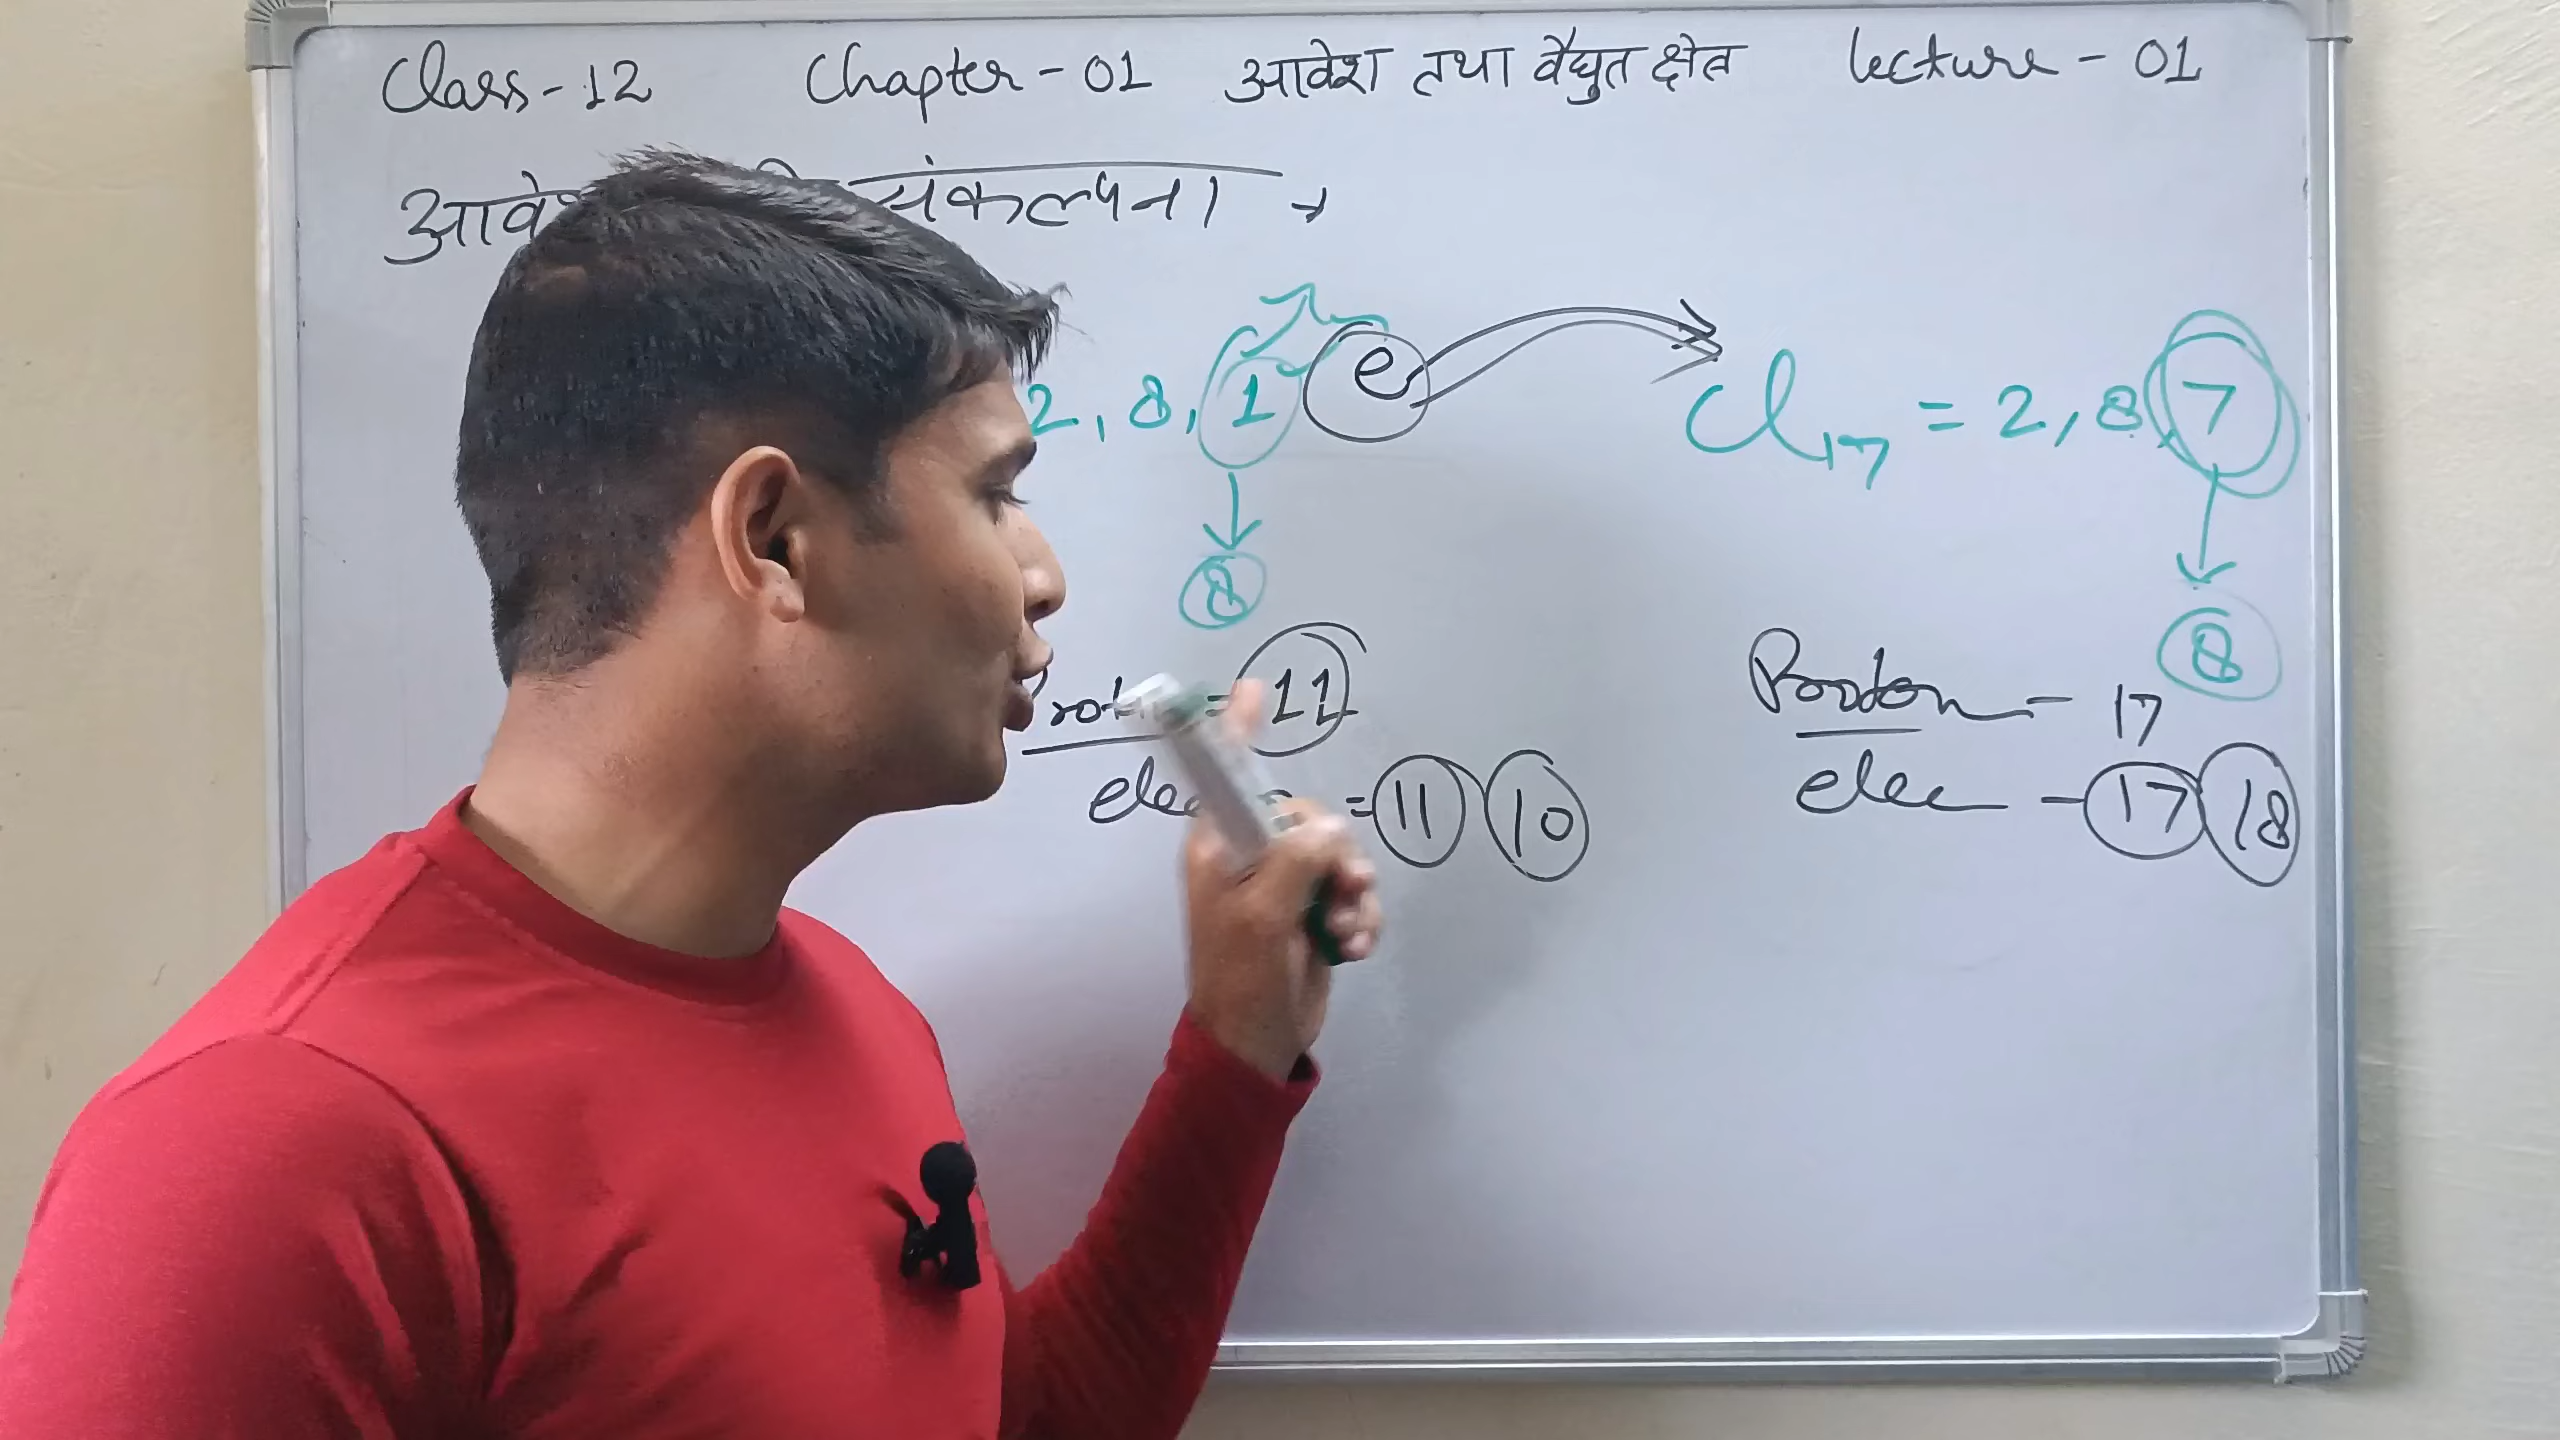 Class - 12 Chapter - 01 आवेश तथा वैद्युत क्षेत्र lecture - 01
संकल्पना →
2, 8, 1 e Cl17 = 2, 8, 7
8 8
= 11 Proton - 17
= 11 10 elec - 17 18